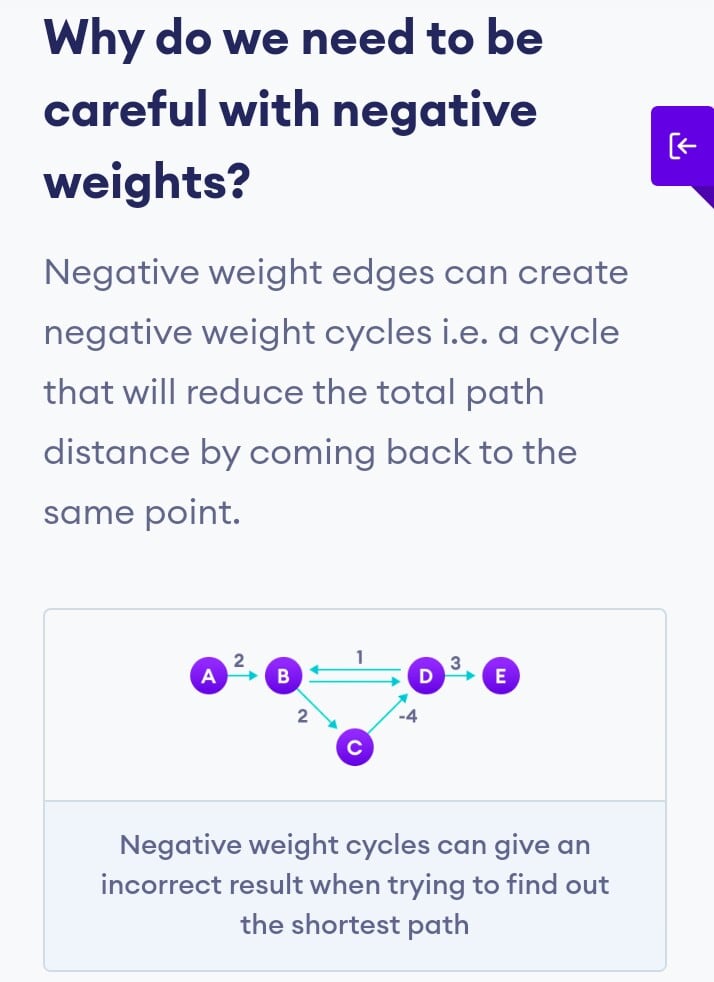 Why do we need to be
careful with negative
weights?
Negative weight edges can create
negative weight cycles i.e. a cycle
that will reduce the total path
distance by coming back to the
same point.
2 1 3
A B D E
2 -4
C
Negative weight cycles can give an
incorrect result when trying to find out
the shortest path